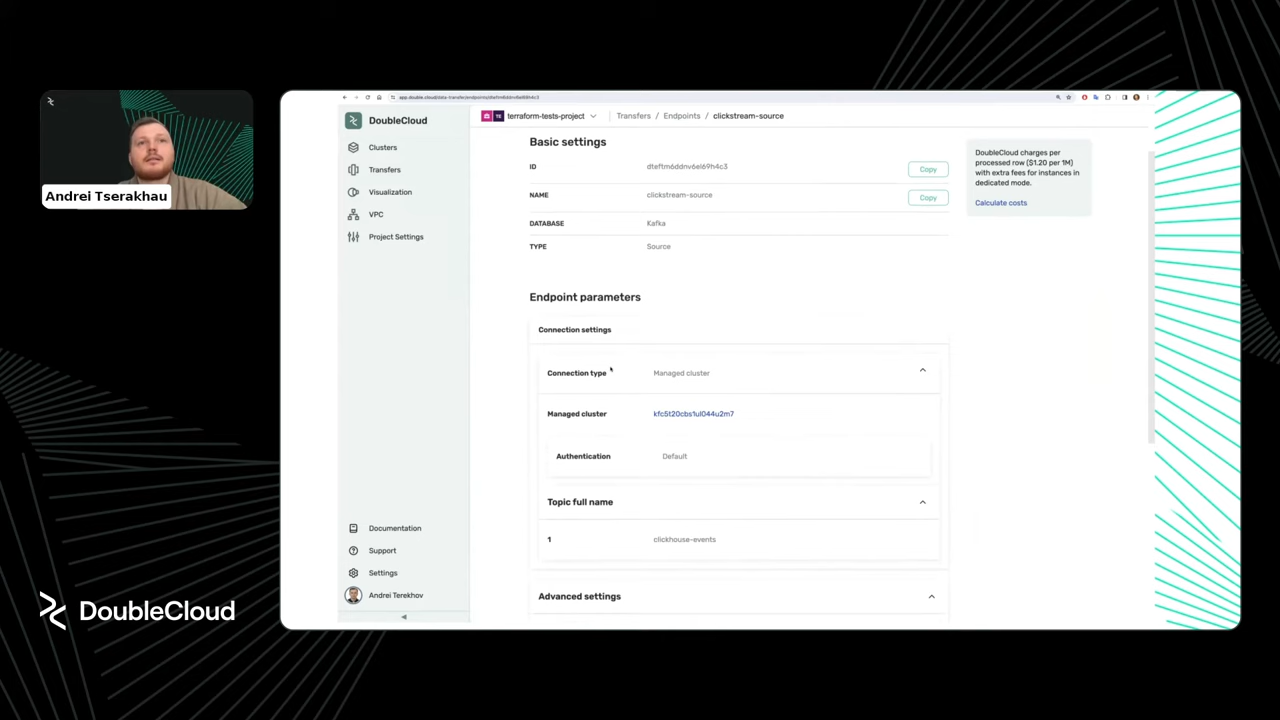 Andrei Tserakhau
DoubleCloud
DoubleCloud
Clusters
Transfers
Visualization
VPC
Project Settings
Documentation
Support
Settings
Andrei Terekhov
TE
terraform-tests-project
Transfers / Endpoints / clickstream-source
Basic settings
ID dteftm6ddnv6el69h4c3 Copy
NAME clickstream-source Copy
DATABASE Kafka
TYPE Source
Endpoint parameters
Connection settings
Connection type Managed cluster
Managed cluster kfc5t20cbs1ul044u2m7
Authentication Default
Topic full name
1 clickhouse-events
Advanced settings
DoubleCloud charges per
processed row ($1.20 per 1M)
with extra fees for instances in
dedicated mode.
Calculate costs